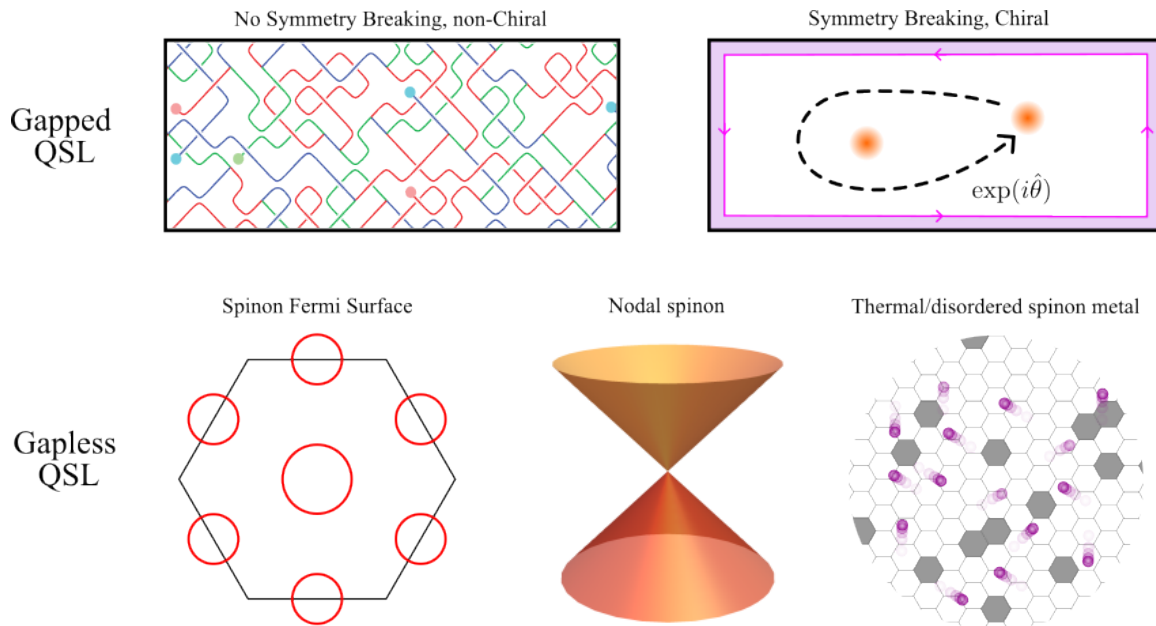 No Symmetry Breaking, non-Chiral
Symmetry Breaking, Chiral
Gapped
QSL
exp(iθ̂)
Spinon Fermi Surface
Nodal spinon
Thermal/disordered spinon metal
Gapless
QSL